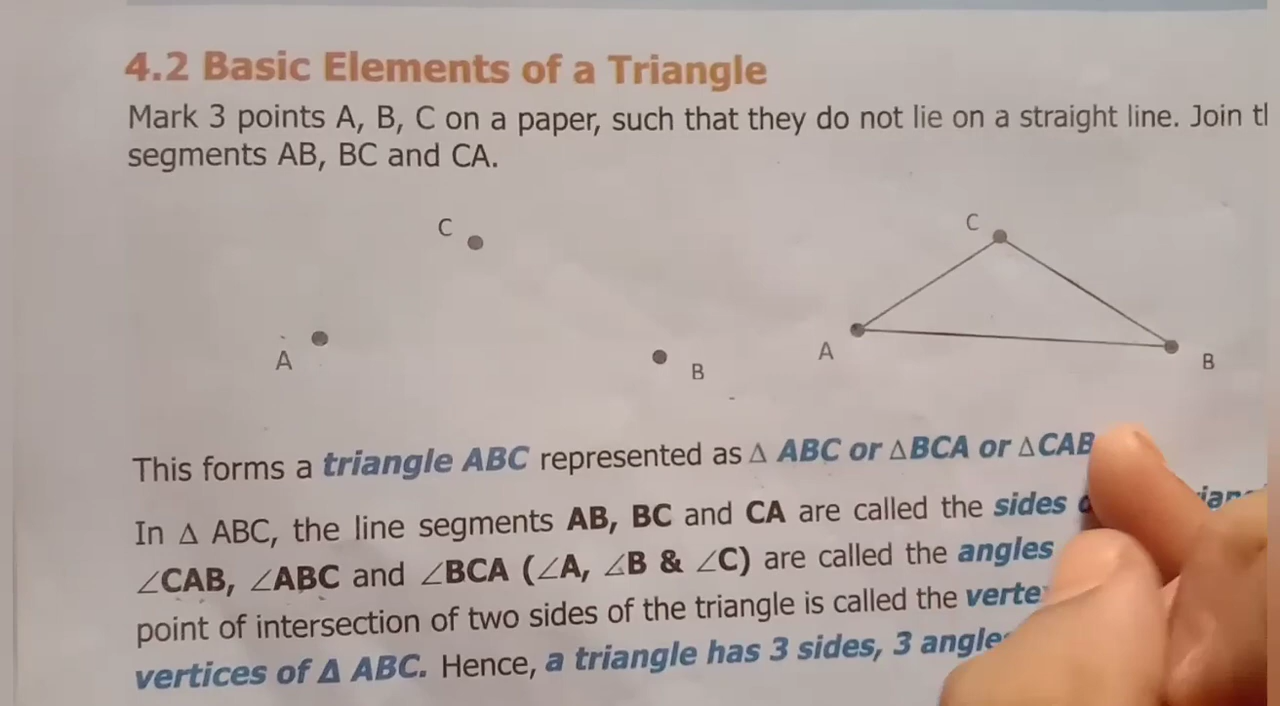 4.2 Basic Elements of a Triangle
Mark 3 points A, B, C on a paper, such that they do not lie on a straight line. Join
segments AB, BC and CA.
C
A
B
C
A
B
This forms a triangle ABC represented as Δ ABC or ΔBCA or ΔCAB
In Δ ABC, the line segments AB, BC and CA are called the sides
∠CAB, ∠ABC and ∠BCA (∠A, ∠B & ∠C) are called the angles
point of intersection of two sides of the triangle is called the
vertices of Δ ABC. Hence, a triangle has 3 sides, 3